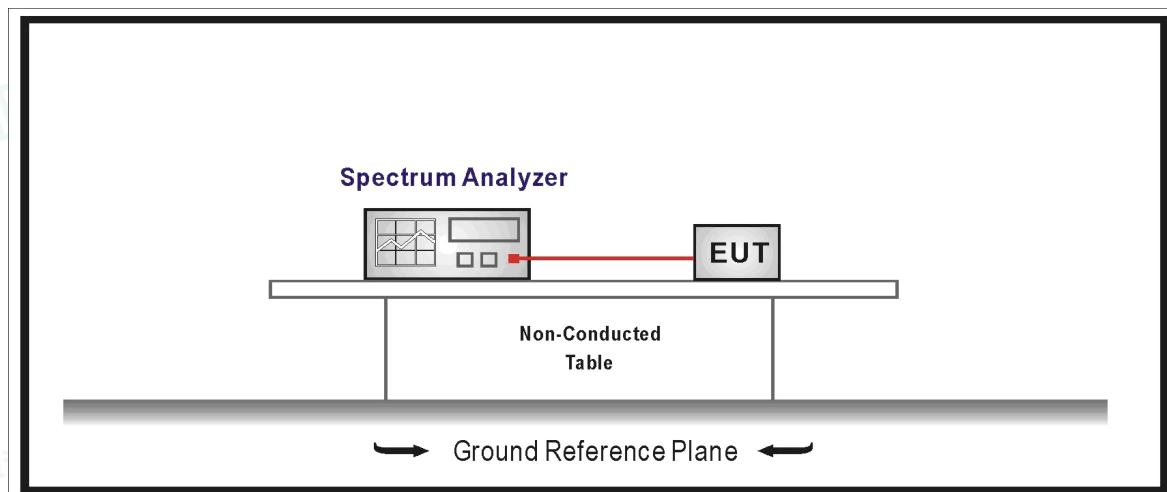 Spectrum Analyzer
EUT
Non-Conducted
Table
Ground Reference Plane